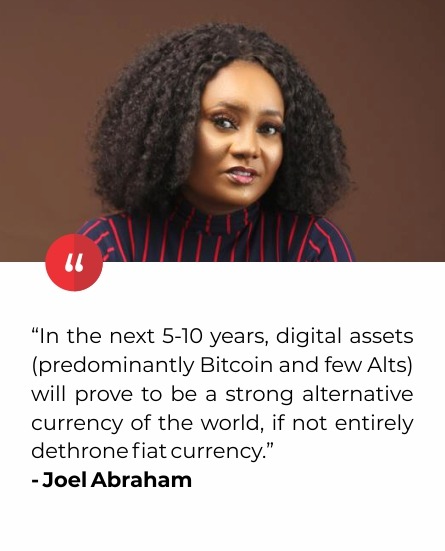 “In the next 5-10 years, digital assets
(predominantly Bitcoin and few Alts)
will prove to be a strong alternative
currency of the world, if not entirely
dethrone fiat currency.”
- Joel Abraham